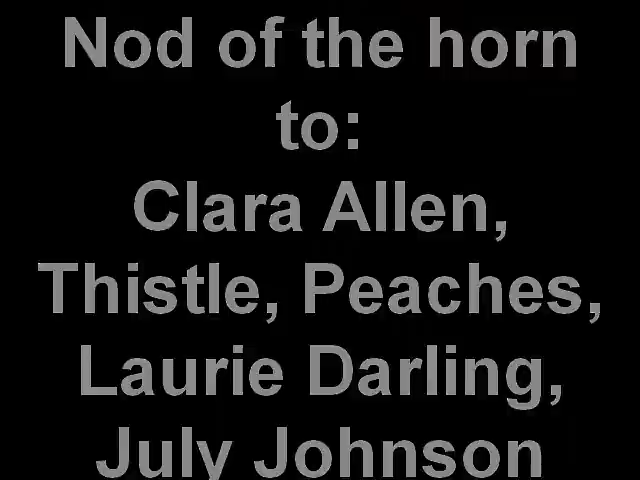 Nod of the horn
to:
Clara Allen,
Thistle, Peaches,
Laurie Darling,
July Johnson